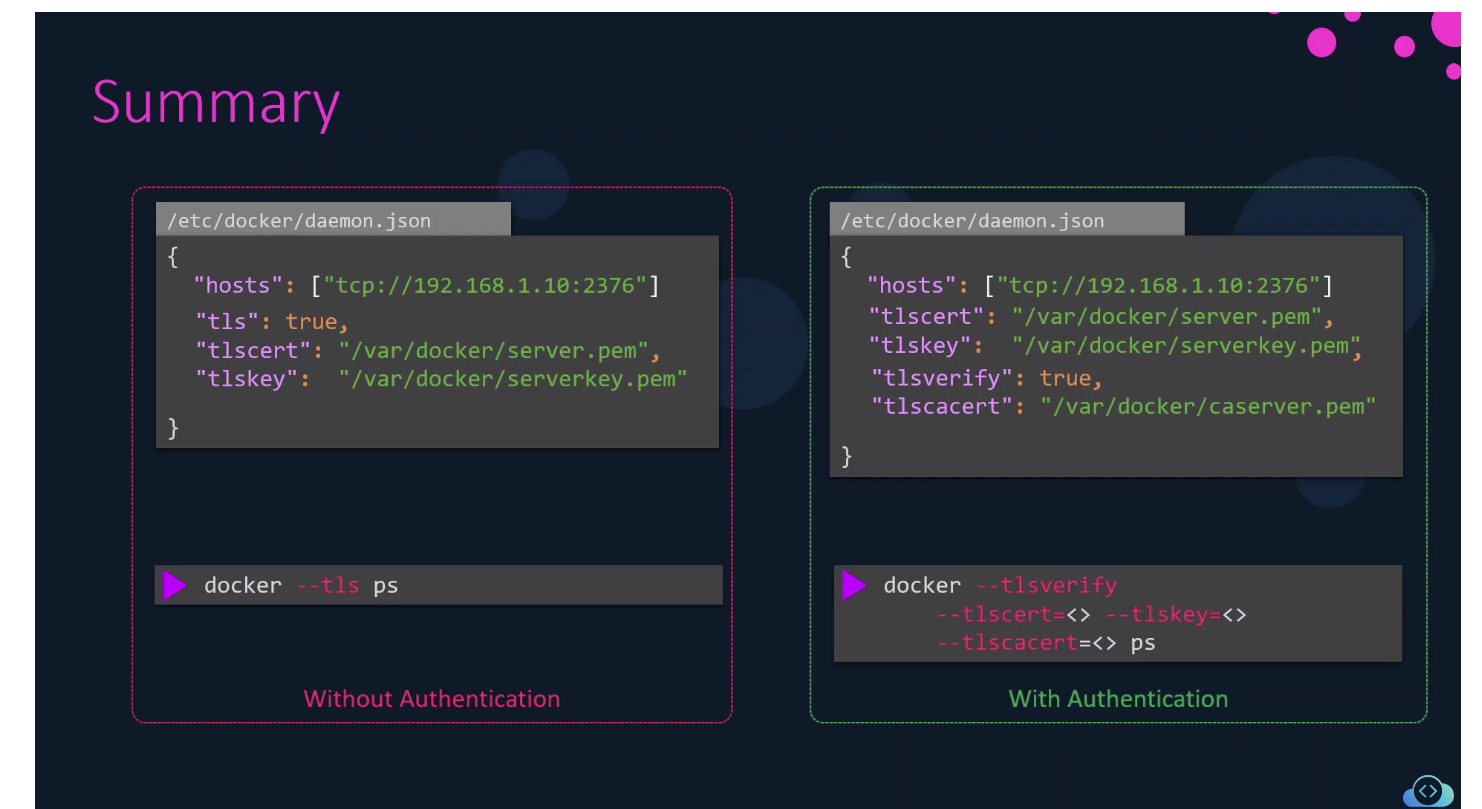 Summary
/etc/docker/daemon.json
{
"hosts": ["tcp://192.168.1.10:2376"]
"tls": true,
"tlscert": "/var/docker/server.pem",
"tlskey": "/var/docker/serverkey.pem"
}
docker --tls ps
Without Authentication
/etc/docker/daemon.json
{
"hosts": ["tcp://192.168.1.10:2376"]
"tlscert": "/var/docker/server.pem",
"tlskey": "/var/docker/serverkey.pem",
"tlsverify": true,
"tlscacert": "/var/docker/caserver.pem"
}
docker --tlsverify
--tlscert=<> --tlskey=<>
--tlscacert=<> ps
With Authentication